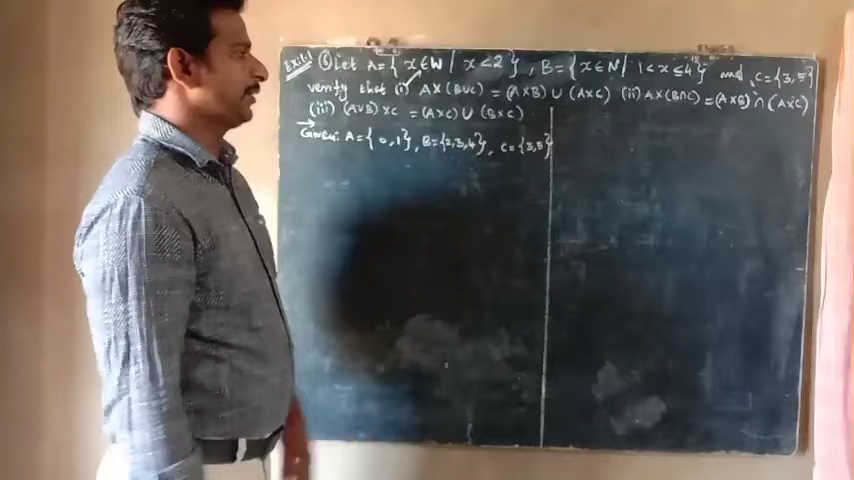 Ex:1.1 ⑥ Let A={ x∈W | x<2 }, B={x∈N | 1<x≤4} and C={3,5}
verify that (i) A×(B∪C) = (A×B) ∪ (A×C) (ii) A×(B∩C) = (A×B) ∩ (A×C)
(iii) (A∪B)×C = (A×C) ∪ (B×C)
→ Given: A={ 0,1}, B={2,3,4}, C={3,5}